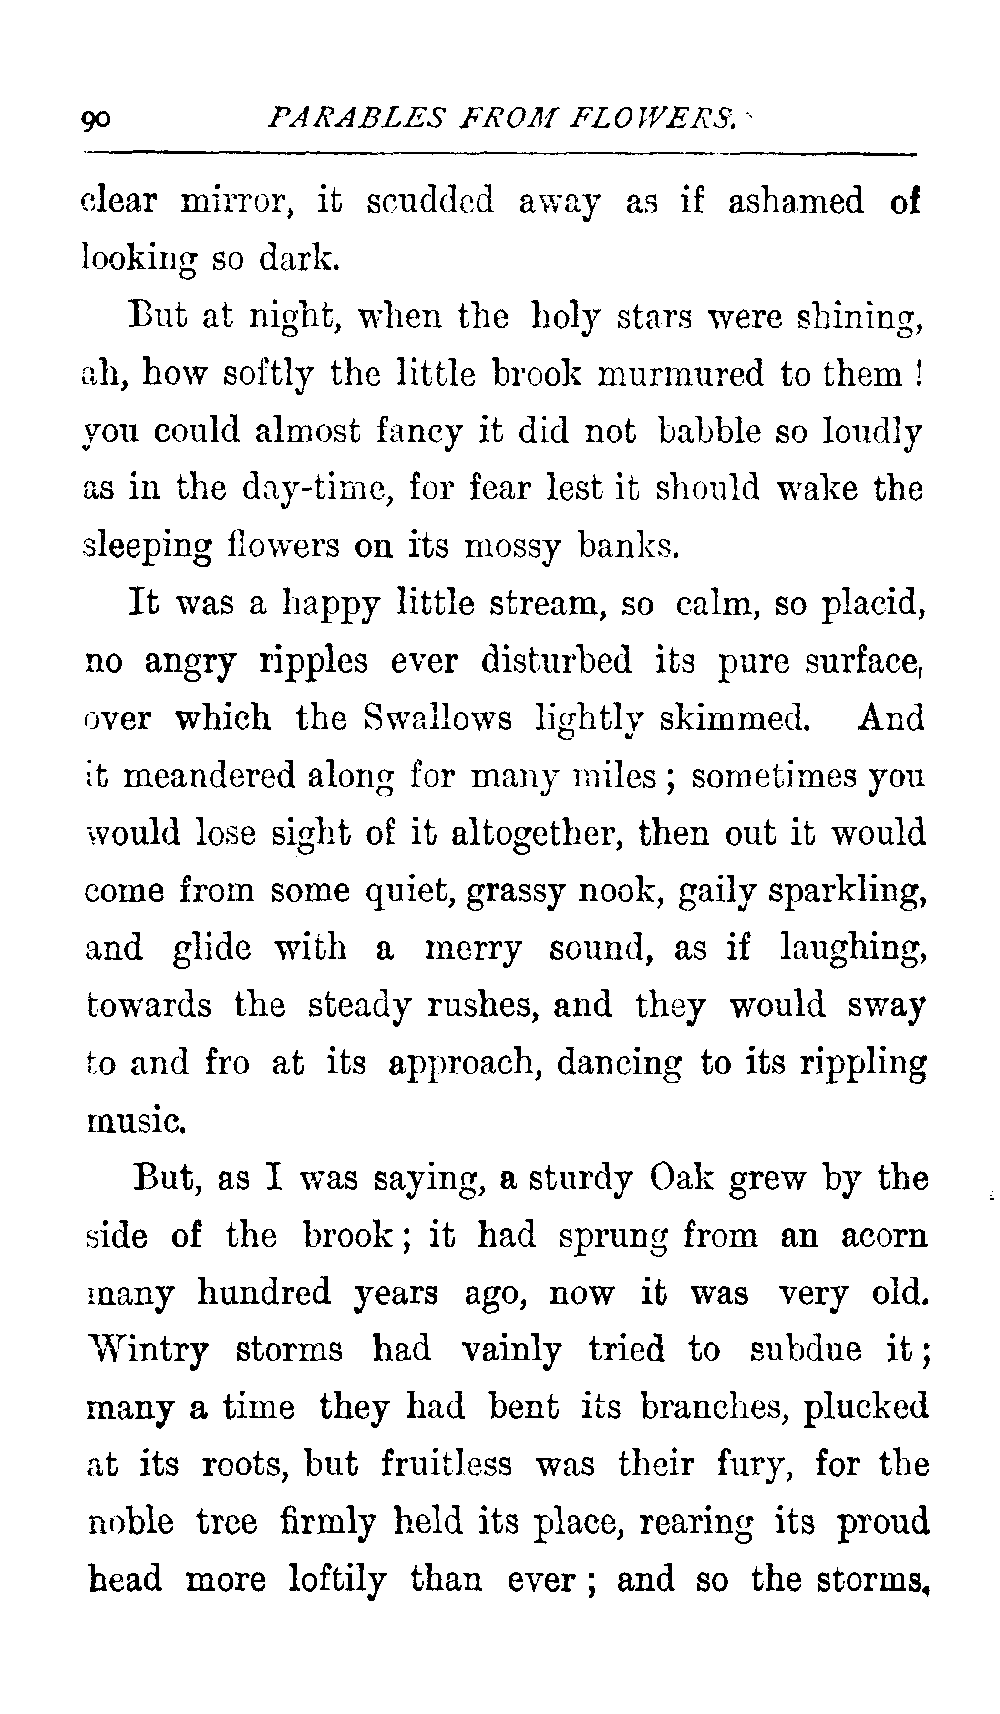 90 PARABLES FROM FLOWERS.
clear mirror, it scudded away as if ashamed of
looking so dark.
But at night, when the holy stars were shining,
ah, how softly the little brook murmured to them !
you could almost fancy it did not babble so loudly
as in the day-time, for fear lest it should wake the
sleeping flowers on its mossy banks.
It was a happy little stream, so calm, so placid,
no angry ripples ever disturbed its pure surface,
over which the Swallows lightly skimmed. And
it meandered along for many miles ; sometimes you
would lose sight of it altogether, then out it would
come from some quiet, grassy nook, gaily sparkling,
and glide with a merry sound, as if laughing,
towards the steady rushes, and they would sway
to and fro at its approach, dancing to its rippling
music.
But, as I was saying, a sturdy Oak grew by the
side of the brook ; it had sprung from an acorn
many hundred years ago, now it was very old.
Wintry storms had vainly tried to subdue it ;
many a time they had bent its branches, plucked
at its roots, but fruitless was their fury, for the
noble tree firmly held its place, rearing its proud
head more loftily than ever ; and so the storms,